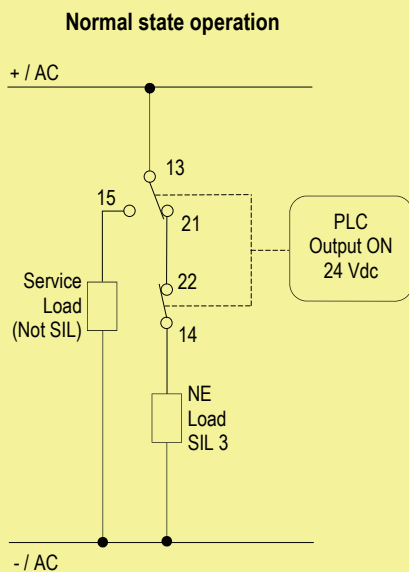 Normal state operation
+ / AC
13
15
21
PLC
Output ON
24 Vdc
22
Service
Load
(Not SIL)
14
NE
Load
SIL 3
- / AC